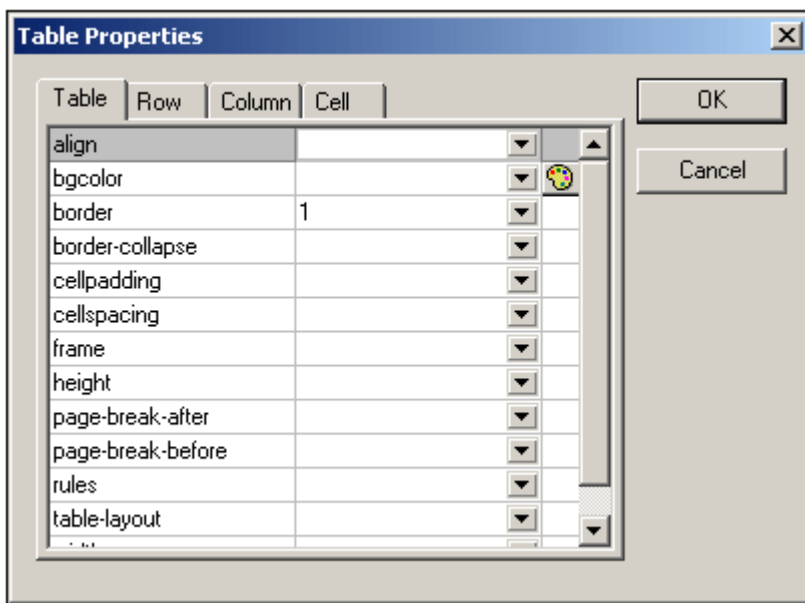 Table Properties
Table Row Column Cell
OK
Cancel
align
bgcolor
border 1
border-collapse
cellpadding
cellspacing
frame
height
page-break-after
page-break-before
rules
table-layout